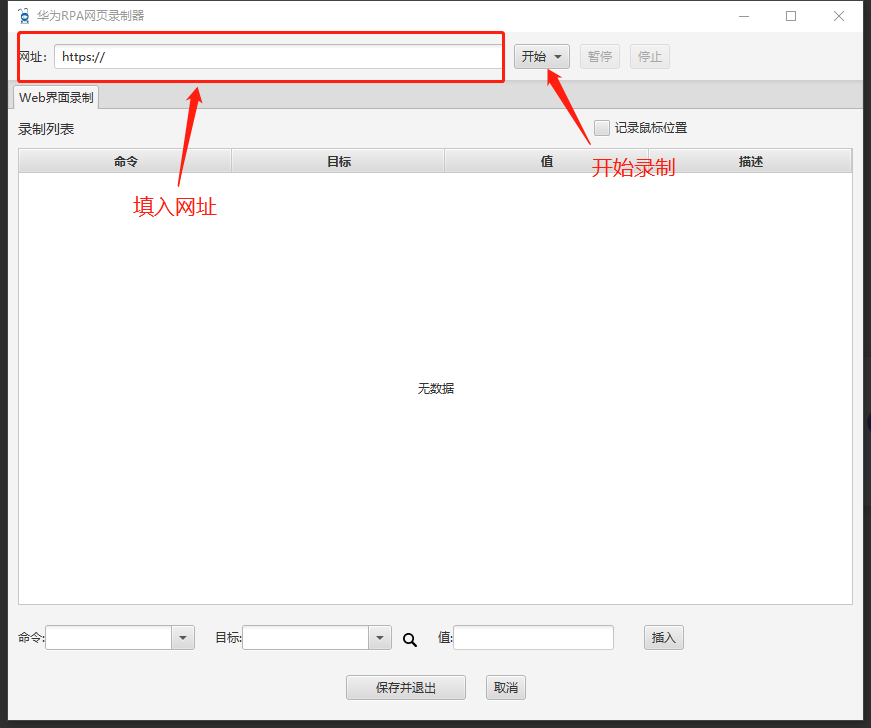 华为RPA网页录制器
网址： https:// 开始 暂停 停止
Web界面录制
录制列表 记录鼠标位置
命令 目标 值 描述
开始录制
填入网址
无数据
命令: 目标: 值: 插入
保存并退出 取消